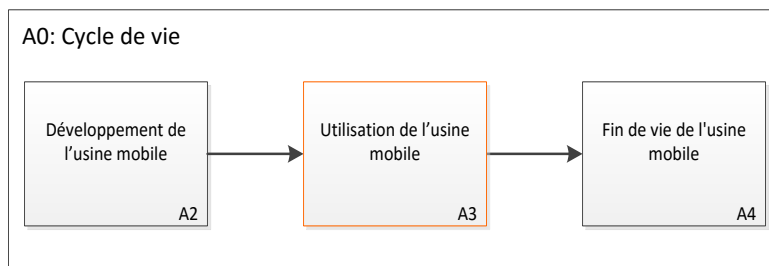 A0: Cycle de vie
Développement de
l’usine mobile
A2
Utilisation de l’usine
mobile
A3
Fin de vie de l'usine
mobile
A4